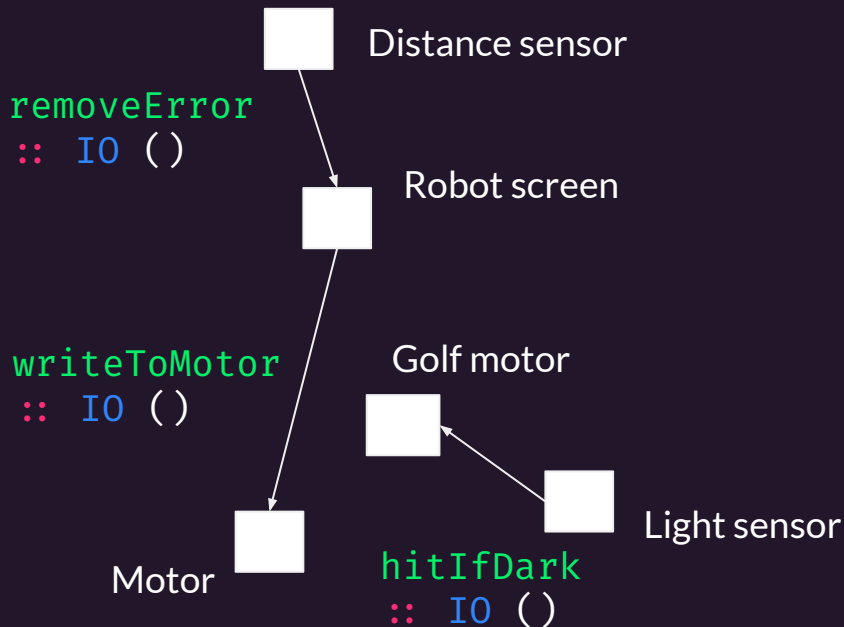 Distance sensor
removeError
:: IO ()
Robot screen
writeToMotor
:: IO ()
Golf motor
Light sensor
Motor
hitIfDark
:: IO ()